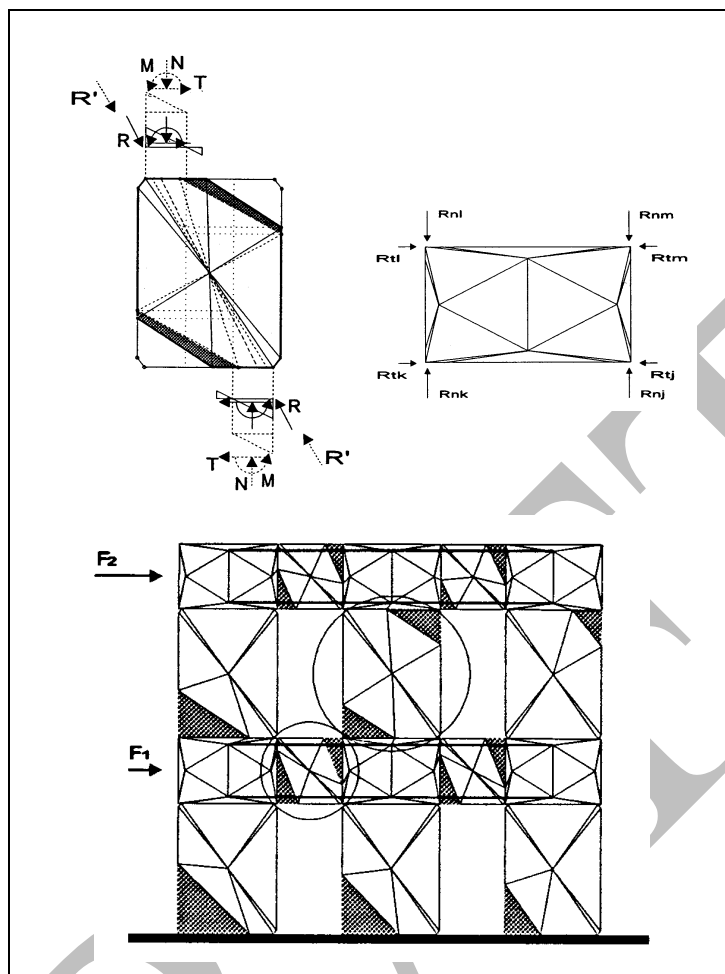 M N T
R'
R
R
R'
T N M
Rnl Rnm
Rtl Rtm
Rtk Rtj
Rnk Rnj
F2
F1